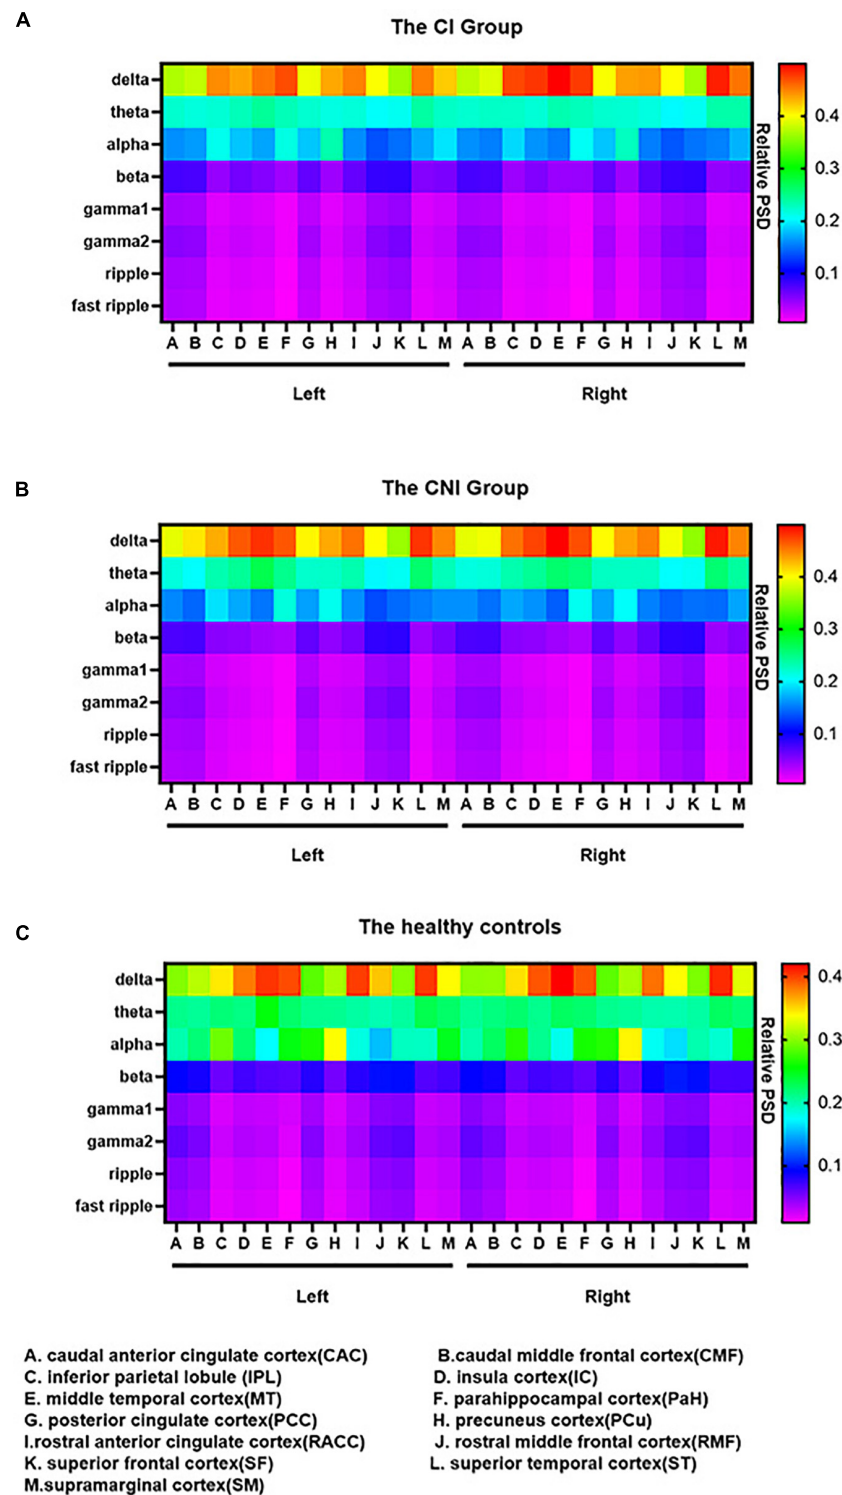 A
The CI Group
delta
theta
alpha
beta
gamma1
gamma2
ripple
fast ripple
A B C D E F G H I J K L M A B C D E F G H I J K L M
Left Right
0.4
0.3
0.2
0.1
Relative PSD
B
The CNI Group
delta
theta
alpha
beta
gamma1
gamma2
ripple
fast ripple
A B C D E F G H I J K L M A B C D E F G H I J K L M
Left Right
0.4
0.3
0.2
0.1
Relative PSD
C
The healthy controls
delta
theta
alpha
beta
gamma1
gamma2
ripple
fast ripple
A B C D E F G H I J K L M A B C D E F G H I J K L M
Left Right
0.4
0.3
0.2
0.1
Relative PSD
A. caudal anterior cingulate cortex(CAC) B.caudal middle frontal cortex(CMF)
C. inferior parietal lobule (IPL) D. insula cortex(IC)
E. middle temporal cortex(MT) F. parahippocampal cortex(PaH)
G. posterior cingulate cortex(PCC) H. precuneus cortex(PCu)
I.rostral anterior cingulate cortex(RACC) J. rostral middle frontal cortex(RMF)
K. superior frontal cortex(SF) L. superior temporal cortex(ST)
M.supramarginal cortex(SM)